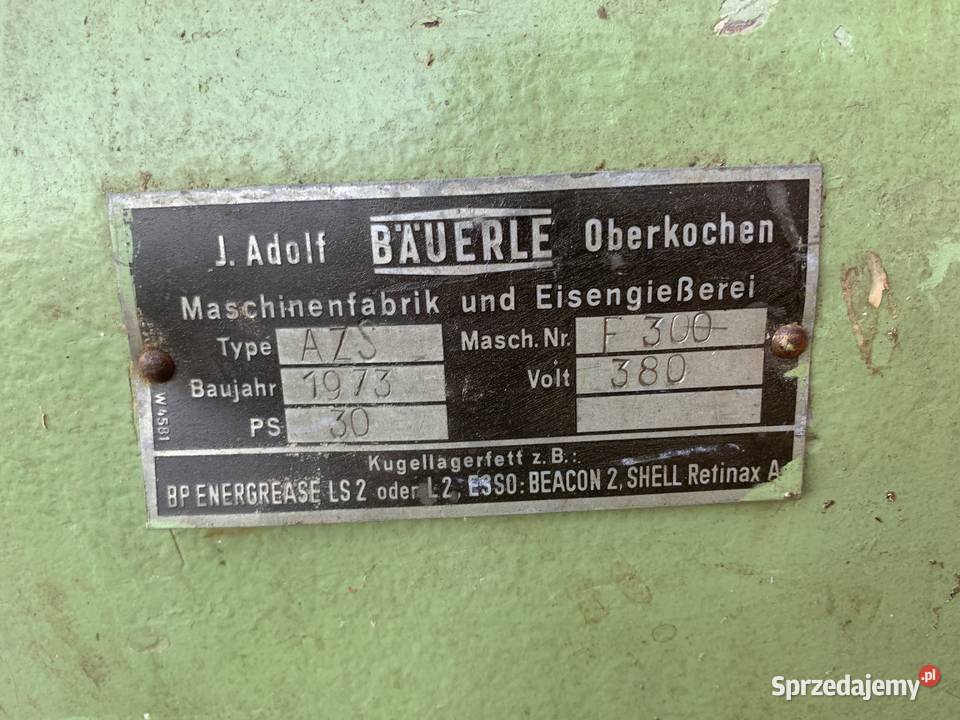 J. Adolf BÄUERLE Oberkochen
Maschinenfabrik und Eisengießerei
Type AZS Masch. Nr. F 300
Baujahr 1973 Volt 380
PS 30
W 4581
Kugellagerfett z. B.:
BP ENERGREASE LS 2 oder L 2, ESSO: BEACON 2, SHELL Retinax A
Sprzedajemy.pl